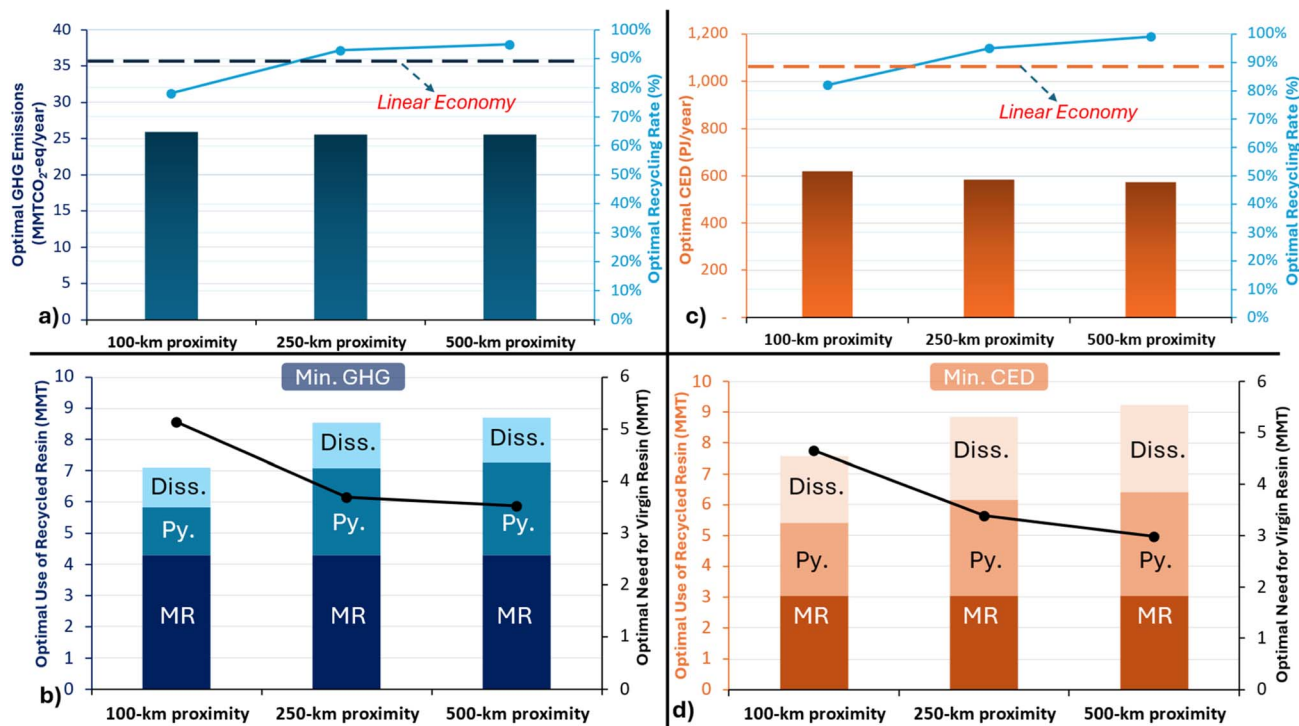 Optimal GHG Emissions
(MMTCO₂-eq/year)
40
35
30
25
20
15
10
5
0
Linear Economy
100%
90%
80%
70%
60%
50%
40%
30%
20%
10%
0%
Optimal Recycling Rate (%)
a)
100-km proximity
250-km proximity
500-km proximity
Optimal CED (PJ/year)
1,200
1,000
800
600
400
200
-
Linear Economy
100%
90%
80%
70%
60%
50%
40%
30%
20%
10%
0%
Optimal Recycling Rate (%)
c)
100-km proximity
250-km proximity
500-km proximity
Min. GHG
Optimal Use of Recycled Resin (MMT)
10
9
8
7
6
5
4
3
2
1
0
Diss.
Py.
MR
Diss.
Py.
MR
Diss.
Py.
MR
6
5
4
3
2
1
0
Optimal Need for Virgin Resin (MMT)
b)
100-km proximity
250-km proximity
500-km proximity
Min. CED
Optimal Use of Recycled Resin (MMT)
10
9
8
7
6
5
4
3
2
1
0
Diss.
Py.
MR
Diss.
Py.
MR
Diss.
Py.
MR
6
5
4
3
2
1
0
Optimal Need for Virgin Resin (MMT)
d)
100-km proximity
250-km proximity
500-km proximity